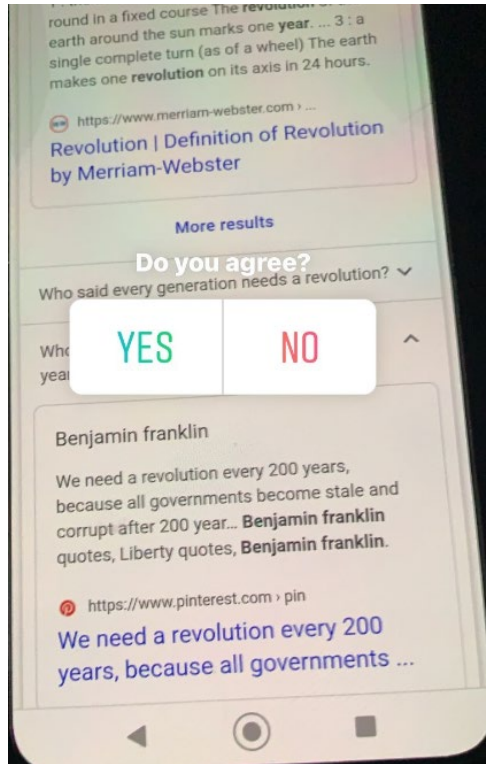 round in a fixed course The revolution of
earth around the sun marks one year. ... 3 : a
single complete turn (as of a wheel) The earth
makes one revolution on its axis in 24 hours.
https://www.merriam-webster.com › ...
Revolution | Definition of Revolution
by Merriam-Webster
More results
Do you agree?
Who said every generation needs a revolution?
YES NO
Benjamin franklin
We need a revolution every 200 years,
because all governments become stale and
corrupt after 200 year... Benjamin franklin
quotes, Liberty quotes, Benjamin franklin.
https://www.pinterest.com › pin
We need a revolution every 200
years, because all governments ...